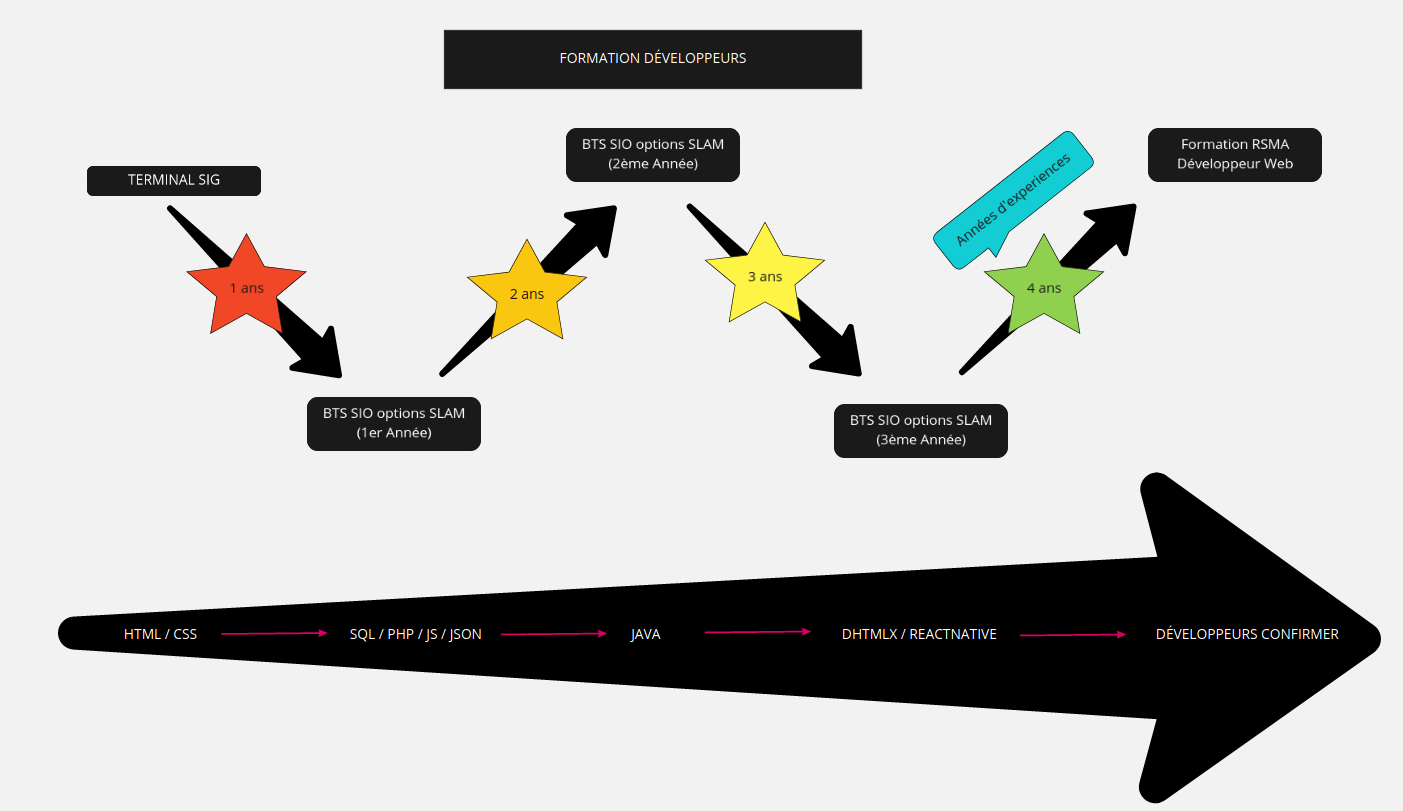 FORMATION DÉVELOPPEURS
TERMINAL SIG
1 ans
BTS SIO options SLAM
(1er Année)
2 ans
BTS SIO options SLAM
(2ème Année)
3 ans
BTS SIO options SLAM
(3ème Année)
Années d'experiences
4 ans
Formation RSMA
Développeur Web
HTML / CSS
SQL / PHP / JS / JSON
JAVA
DHTMLX / REACTNATIVE
DÉVELOPPEURS CONFIRMER